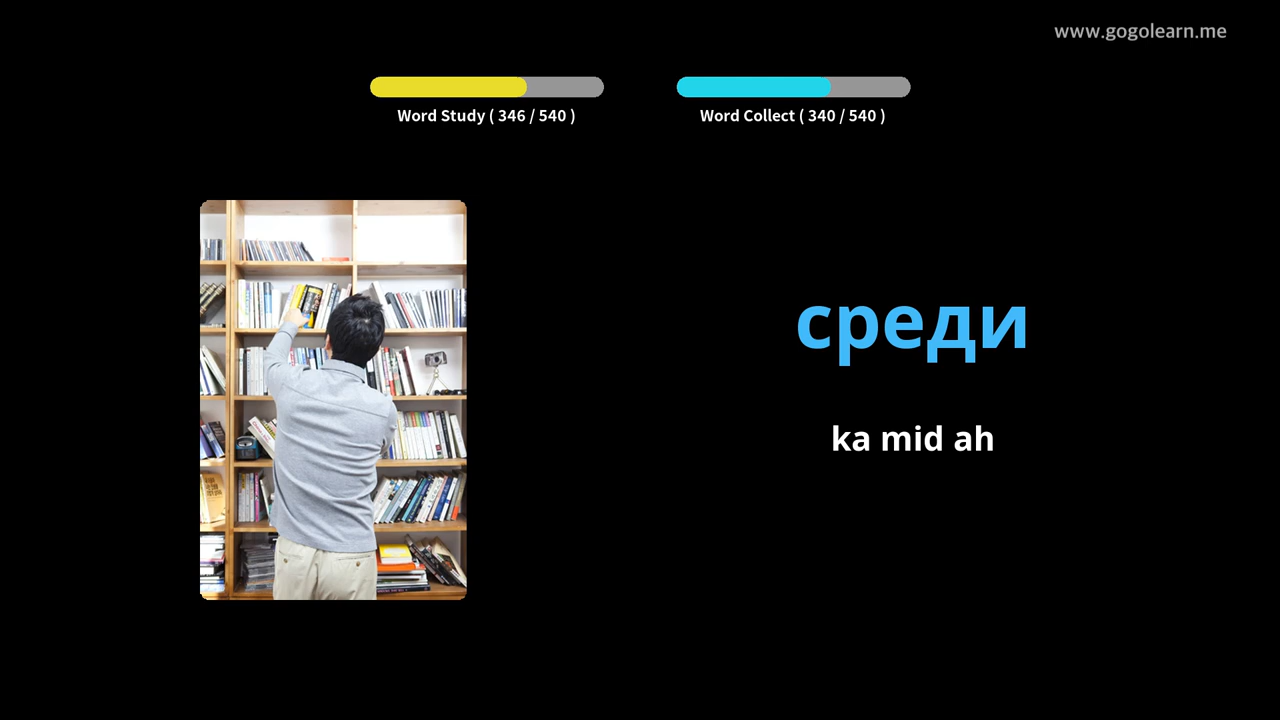 www.gogolearn.me
Word Study ( 346 / 540 )
Word Collect ( 340 / 540 )
среди
ka mid ah